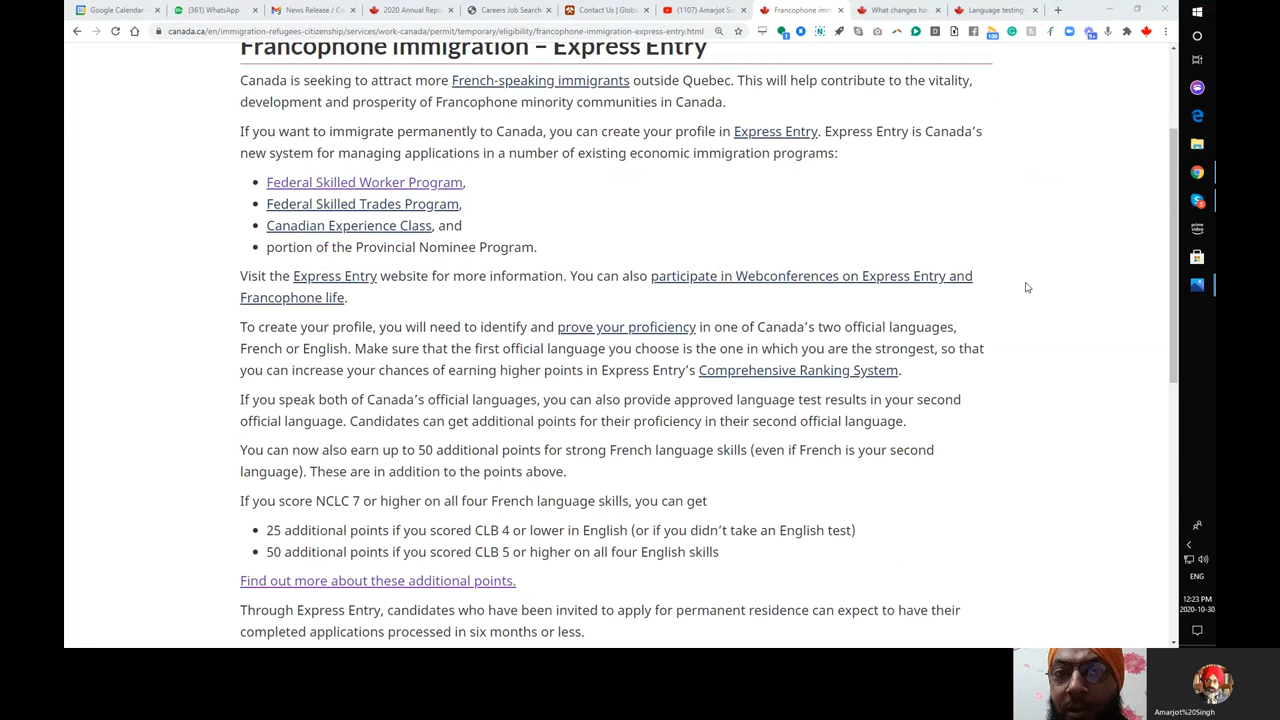 Google Calendar -
(361) WhatsApp
News Release / Co
2020 Annual Repo
Careers Job Search
Contact Us | Globa
(1107) Amarjot Sin
Francophone imm
What changes hav
Language testing-
canada.ca/en/immigration-refugees-citizenship/services/work-canada/permit/temporary/eligibility/francophone-immigration-express-entry.html
Francophone Immigration – Express Entry
Canada is seeking to attract more French-speaking immigrants outside Quebec. This will help contribute to the vitality,
development and prosperity of Francophone minority communities in Canada.
If you want to immigrate permanently to Canada, you can create your profile in Express Entry. Express Entry is Canada's
new system for managing applications in a number of existing economic immigration programs:
• Federal Skilled Worker Program,
• Federal Skilled Trades Program,
• Canadian Experience Class, and
• portion of the Provincial Nominee Program.
Visit the Express Entry website for more information. You can also participate in Webconferences on Express Entry and
Francophone life.
To create your profile, you will need to identify and prove your proficiency in one of Canada's two official languages,
French or English. Make sure that the first official language you choose is the one in which you are the strongest, so that
you can increase your chances of earning higher points in Express Entry's Comprehensive Ranking System.
If you speak both of Canada's official languages, you can also provide approved language test results in your second
official language. Candidates can get additional points for their proficiency in their second official language.
You can now also earn up to 50 additional points for strong French language skills (even if French is your second
language). These are in addition to the points above.
If you score NCLC 7 or higher on all four French language skills, you can get
• 25 additional points if you scored CLB 4 or lower in English (or if you didn't take an English test)
• 50 additional points if you scored CLB 5 or higher on all four English skills
Find out more about these additional points.
Through Express Entry, candidates who have been invited to apply for permanent residence can expect to have their
completed applications processed in six months or less.
prime video
ENG
12:23 PM
2020-10-30
Amarjot%20Singh